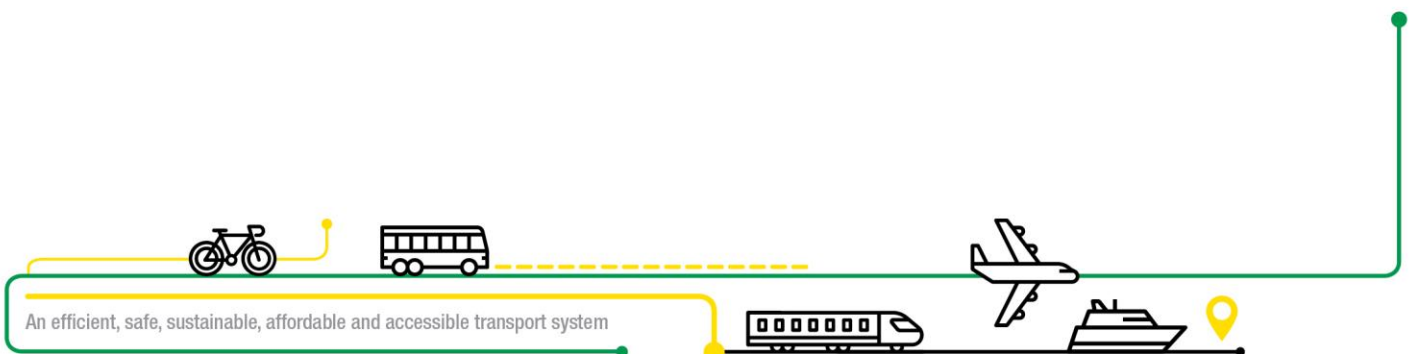 An efficient, safe, sustainable, affordable and accessible transport system